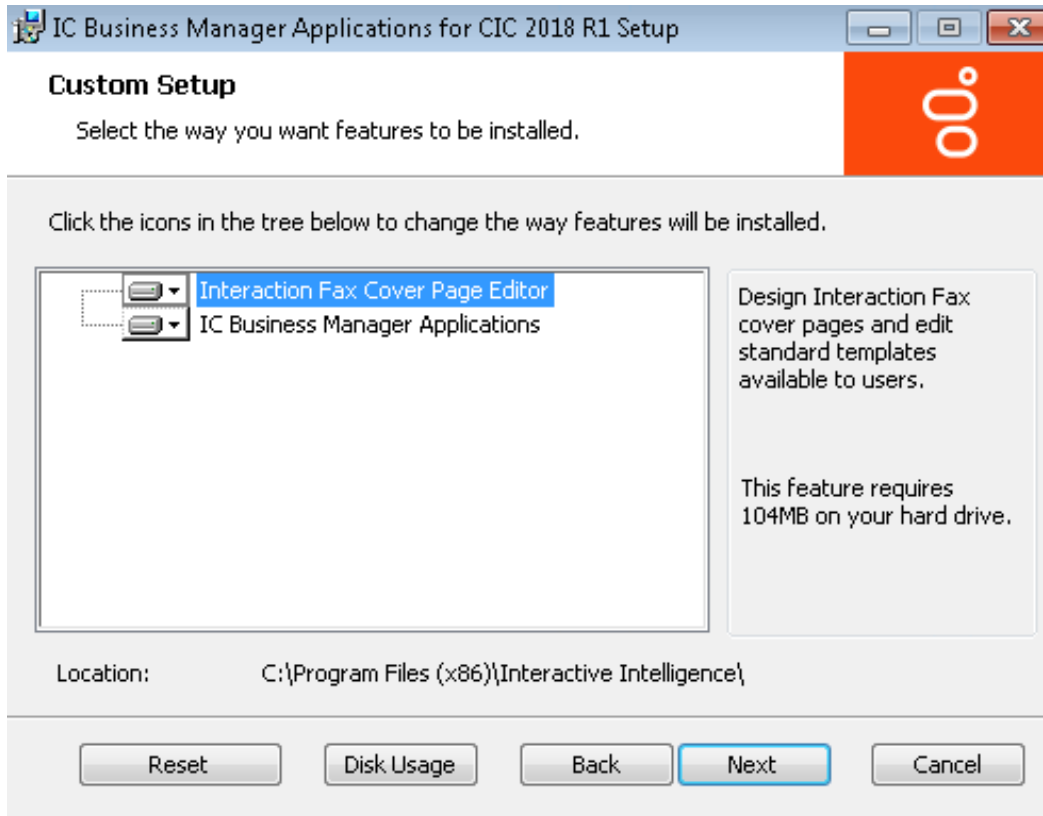 IC Business Manager Applications for CIC 2018 R1 Setup
Custom Setup
Select the way you want features to be installed.
Click the icons in the tree below to change the way features will be installed.
Interaction Fax Cover Page Editor
IC Business Manager Applications
Design Interaction Fax
cover pages and edit
standard templates
available to users.
This feature requires
104MB on your hard drive.
Location: C:\Program Files (x86)\Interactive Intelligence\
Reset Disk Usage Back Next Cancel